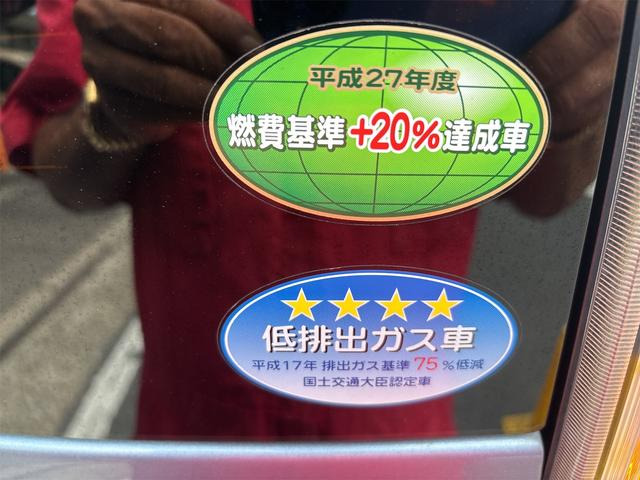 平成27年度
燃費基準+20%達成車
低排出ガス車
平成17年 排出ガス基準75%低減
国土交通大臣認定車